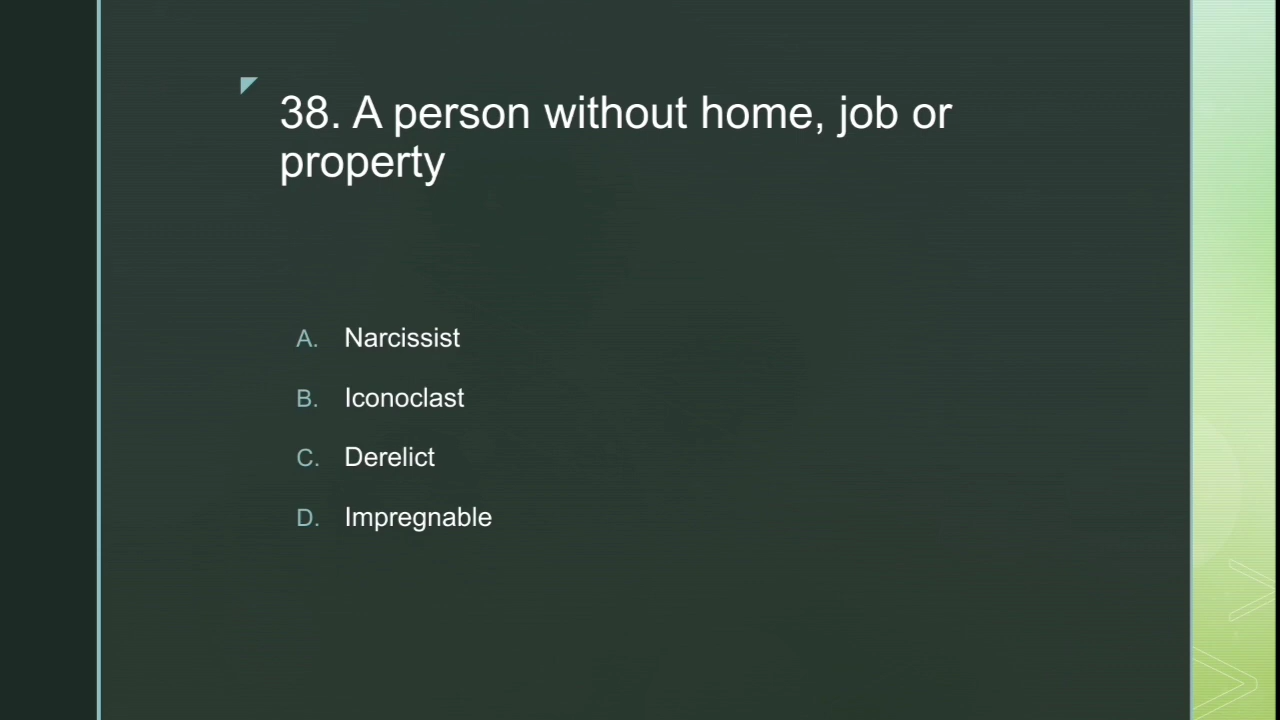 38. A person without home, job or
property
A. Narcissist
B. Iconoclast
C. Derelict
D. Impregnable